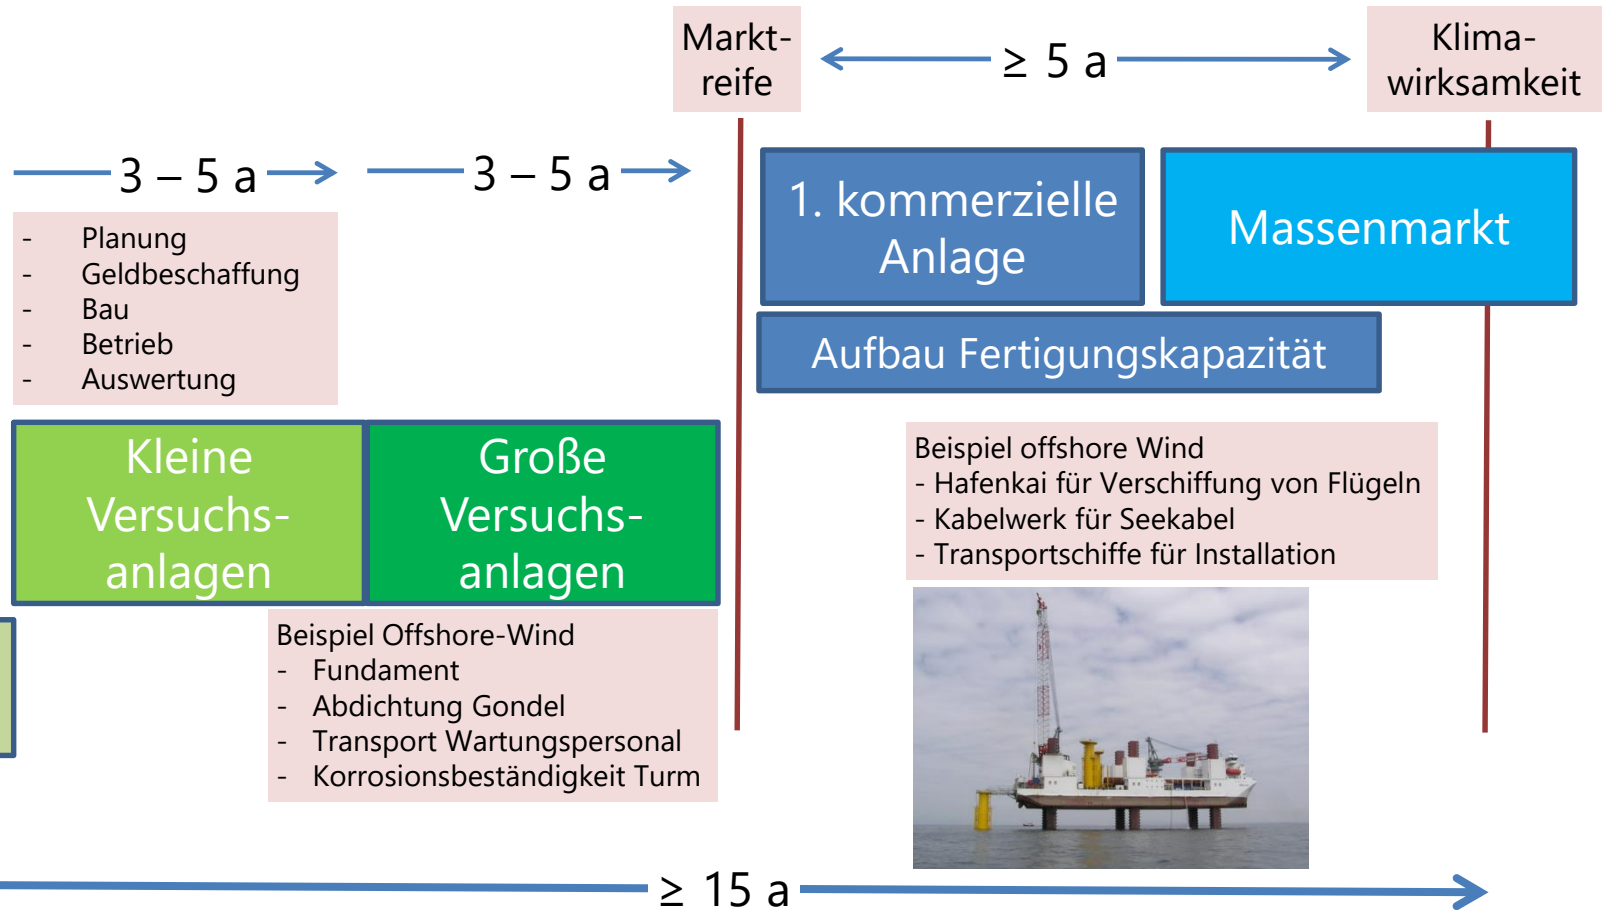 Markt-
reife
≥ 5 a
Klima-
wirksamkeit
3 – 5 a
3 – 5 a
- Planung
- Geldbeschaffung
- Bau
- Betrieb
- Auswertung
1. kommerzielle
Anlage
Massenmarkt
Aufbau Fertigungskapazität
Kleine
Versuchs-
anlagen
Große
Versuchs-
anlagen
Beispiel offshore Wind
- Hafenkai für Verschiffung von Flügeln
- Kabelwerk für Seekabel
- Transportschiffe für Installation
Beispiel Offshore-Wind
- Fundament
- Abdichtung Gondel
- Transport Wartungspersonal
- Korrosionsbeständigkeit Turm
≥ 15 a